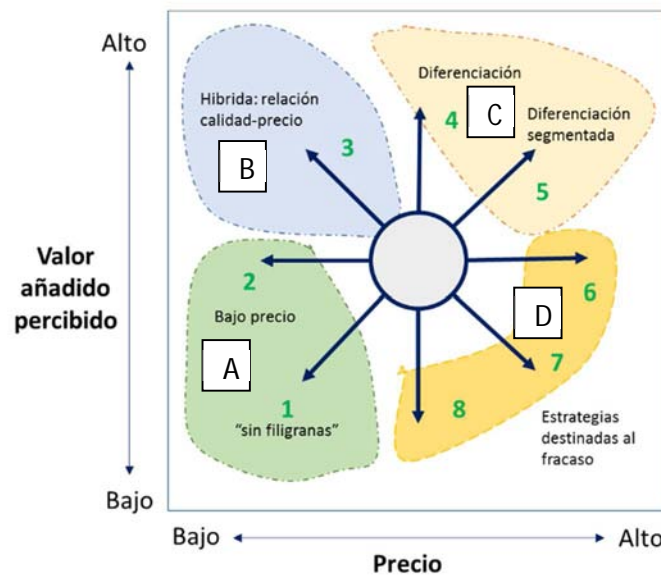 Alto
Diferenciación
Hibrida: relación
calidad-precio
4
C
Diferenciación
segmentada
B
3
5
Valor
añadido
percibido
2
6
Bajo precio
D
A
7
1
8
"sin filigranas"
Estrategias
destinadas al
fracaso
Bajo
Bajo
Alto
Precio